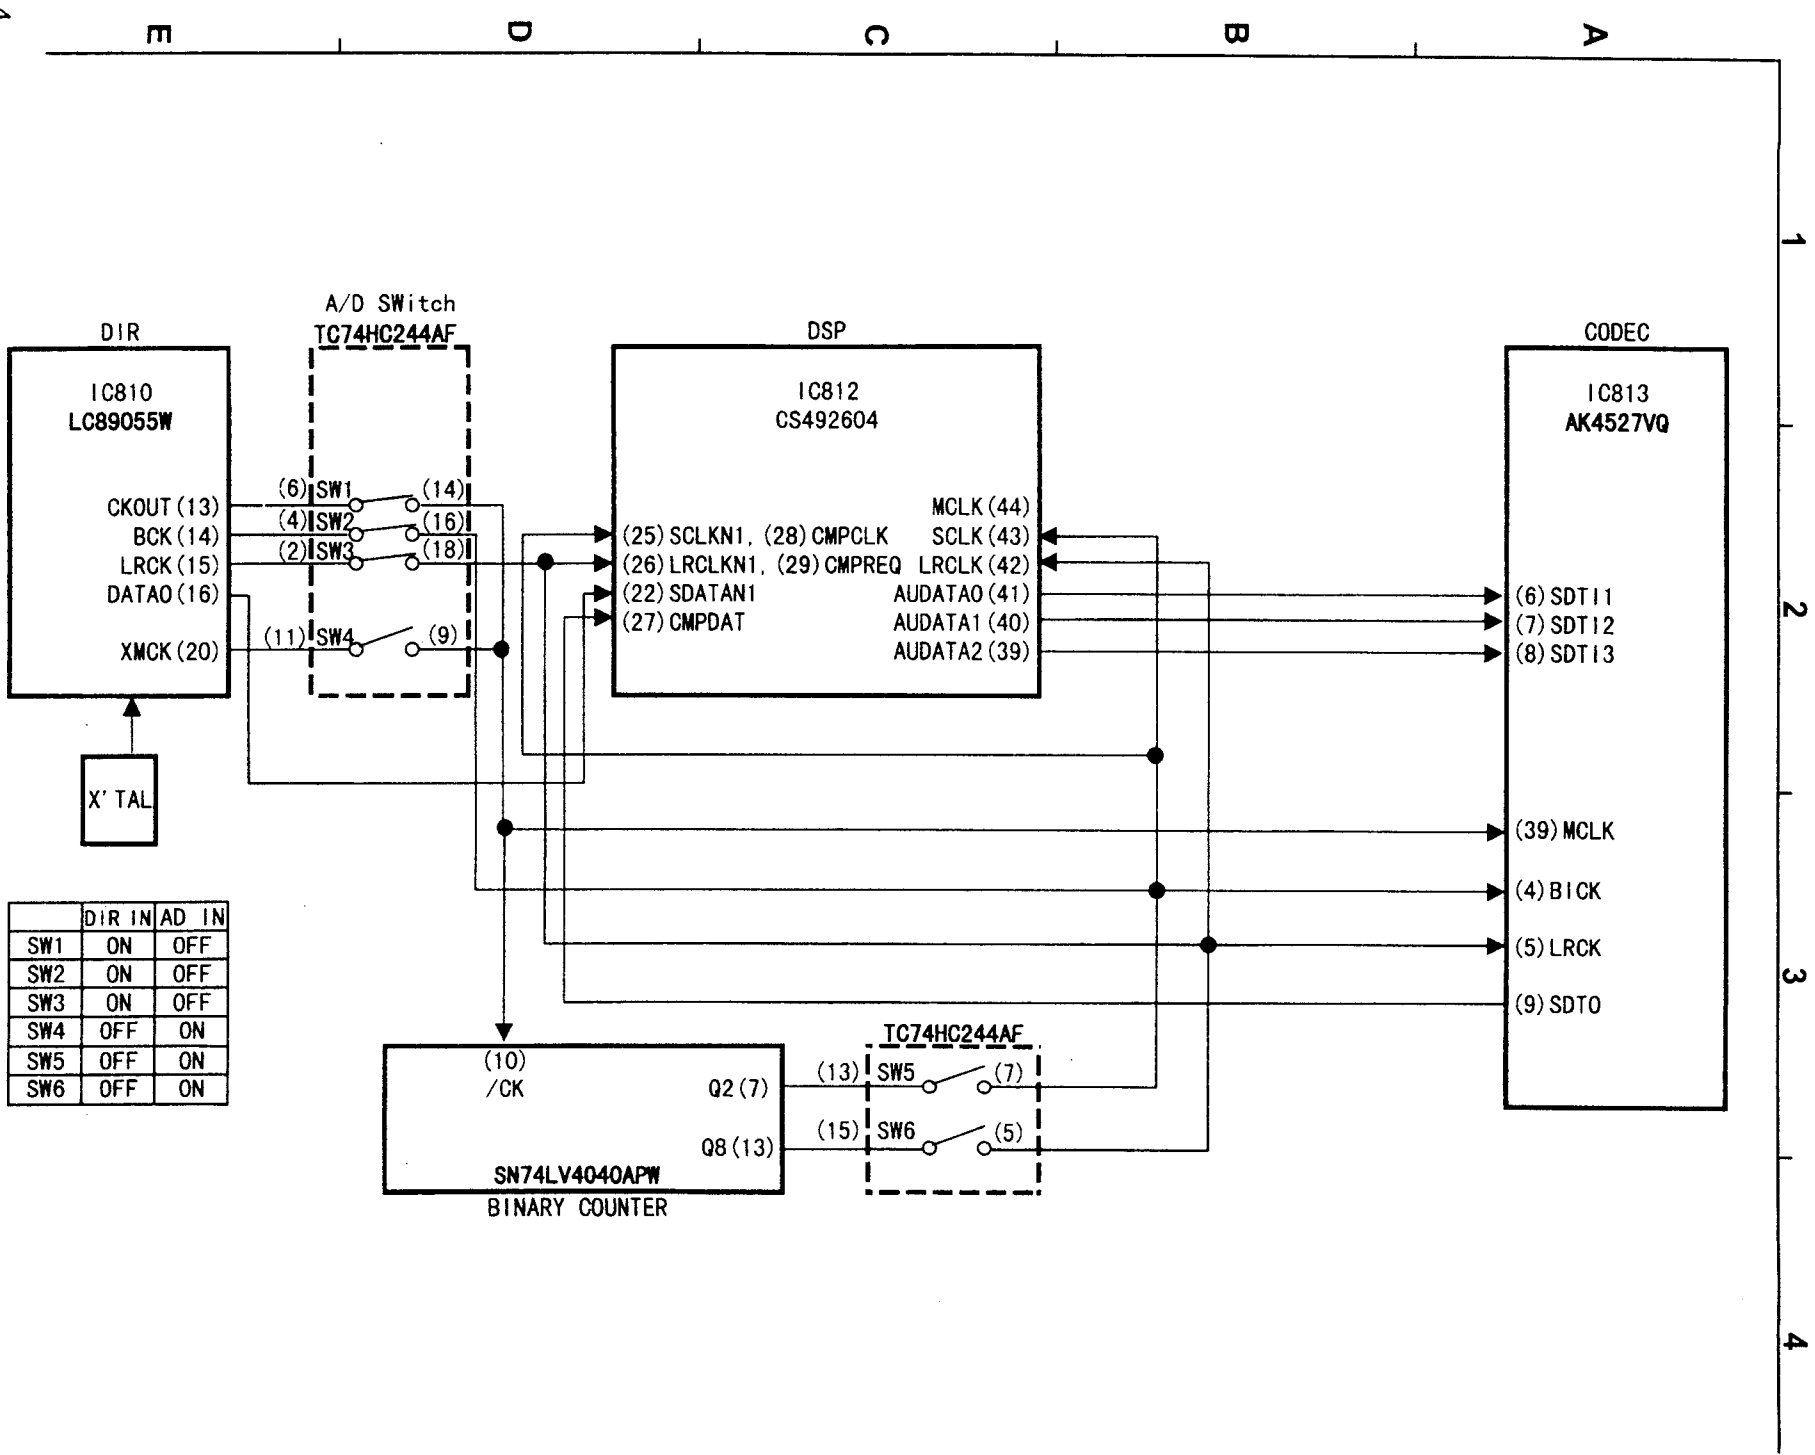 E D C B A
1
2
3
4
A/D SWitch
TC74HC244AF
DIR
IC810
LC89055W
CKOUT(13)
BCK(14)
LRCK(15)
DATAO(16)
XMCK(20)
X'TAL
(6) SW1 (14)
(4) SW2 (16)
(2) SW3 (18)
(11) SW4 (9)
DSP
IC812
CS492604
(25)SCLKN1, (28)CMPCLK
(26)LRCLKN1, (29)CMPREQ
(22)SDATAN1
(27)CMPDAT
MCLK(44)
SCLK(43)
LRCLK(42)
AUDATA0(41)
AUDATA1(40)
AUDATA2(39)
CODEC
IC813
AK4527VQ
(6)SDTI1
(7)SDTI2
(8)SDTI3
(39)MCLK
(4)BICK
(5)LRCK
(9)SDTO
DIR IN AD IN
SW1 ON OFF
SW2 ON OFF
SW3 ON OFF
SW4 OFF ON
SW5 OFF ON
SW6 OFF ON
(10)
/CK
Q2(7)
Q8(13)
SN74LV4040APW
BINARY COUNTER
TC74HC244AF
(13) SW5 (7)
(15) SW6 (5)